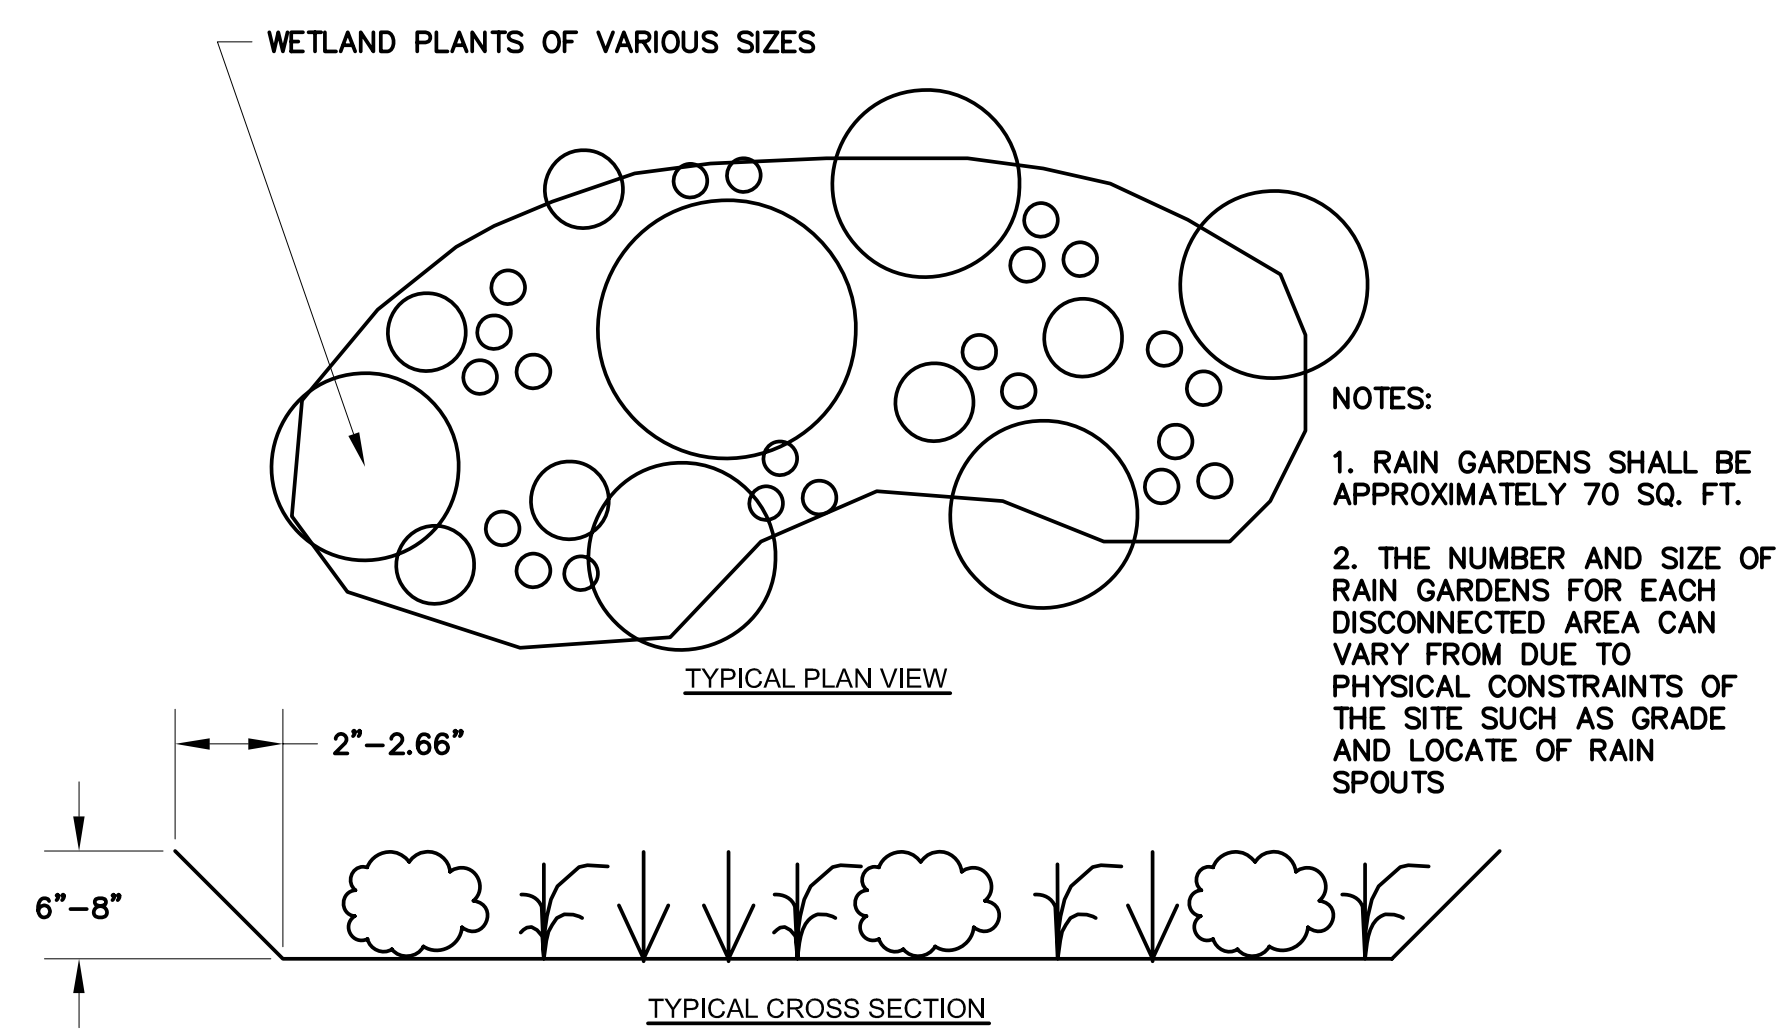 WETLAND PLANTS OF VARIOUS SIZES
NOTES:
1. RAIN GARDENS SHALL BE
APPROXIMATELY 70 SQ. FT.
2. THE NUMBER AND SIZE OF
RAIN GARDENS FOR EACH
DISCONNECTED AREA CAN
VARY FROM DUE TO
PHYSICAL CONSTRAINTS OF
THE SITE SUCH AS GRADE
AND LOCATE OF RAIN
SPOUTS
TYPICAL PLAN VIEW
2"-2.66"
6"-8"
TYPICAL CROSS SECTION